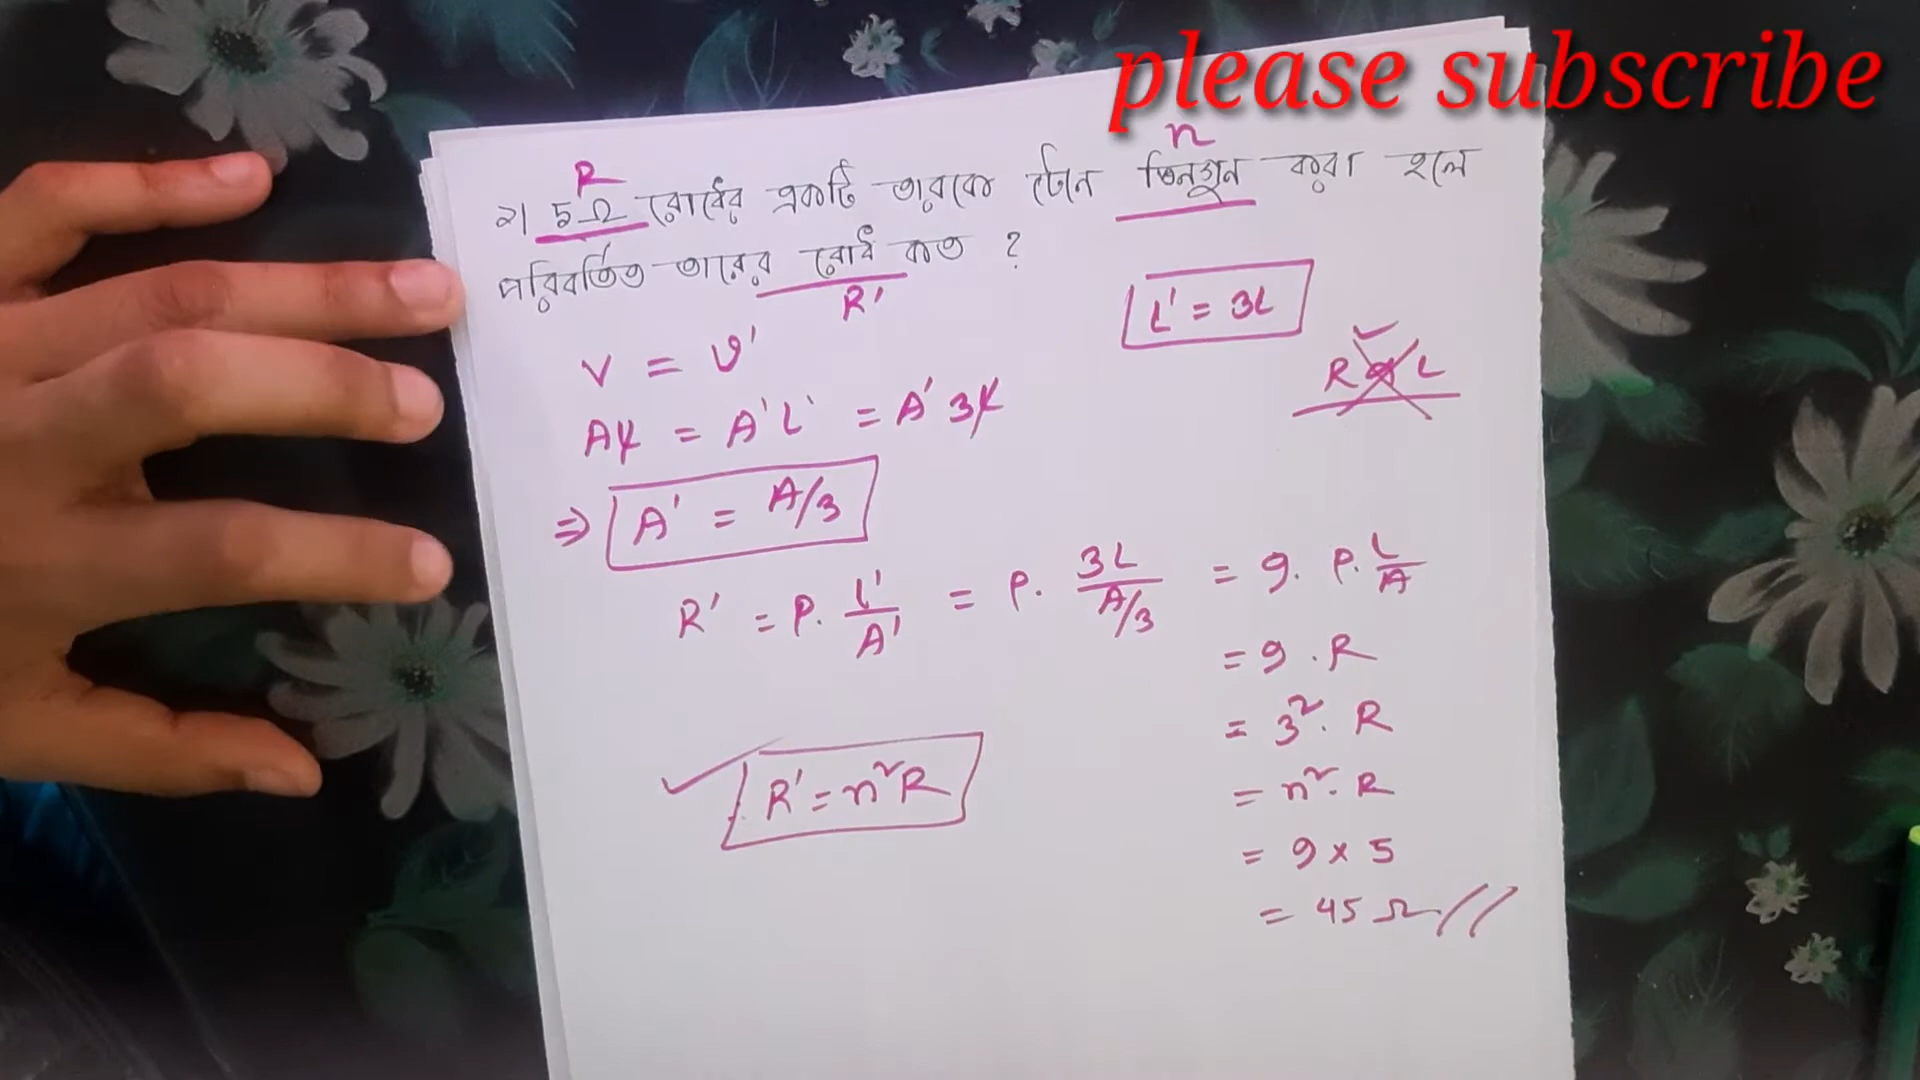 please subscribe
R
n
২। 5Ω রোধের একটি তারকে টেনে তিনগুন করা হলে
পরিবর্তিত তারের রোধ কত ?
R'
L' = 3L
V = V'
R ∝ L
AL = A'L' = A' 3L
⇒ A' = A/3
R' = ρ. L'/A' = ρ. 3L/(A/3) = 9. ρ. L/A
= 9 . R
= 3². R
= n². R
R' = n²R
= 9 × 5
= 45 Ω //